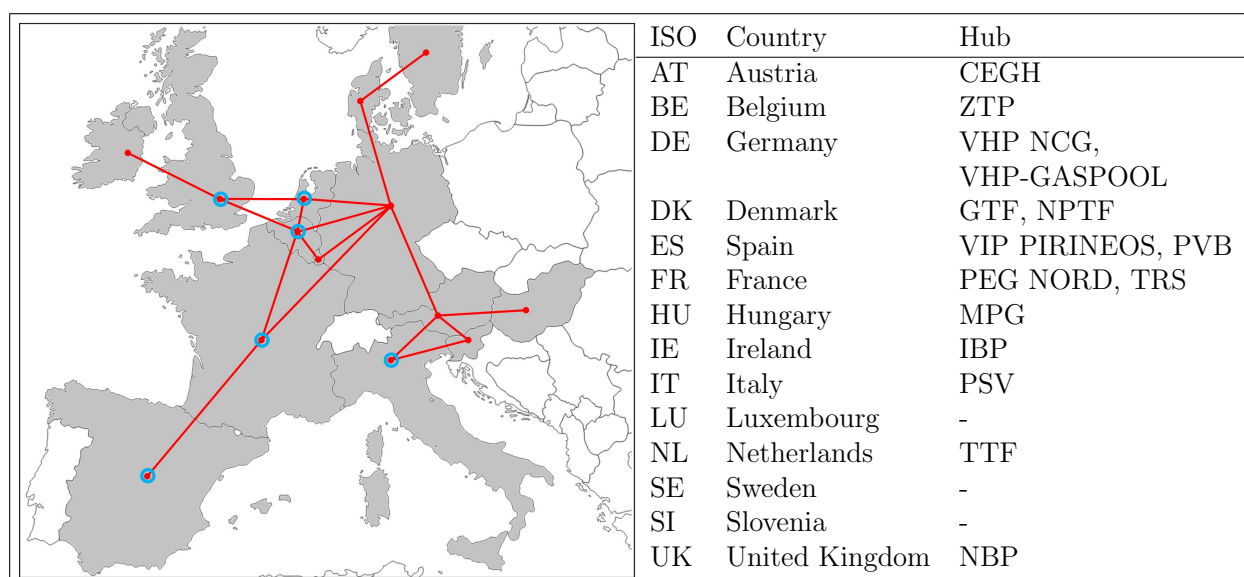 ISO Country Hub
AT Austria CEGH
BE Belgium ZTP
DE Germany VHP NCG,
VHP-GASPOOL
DK Denmark GTF, NPTF
ES Spain VIP PIRINEOS, PVB
FR France PEG NORD, TRS
HU Hungary MPG
IE Ireland IBP
IT Italy PSV
LU Luxembourg -
NL Netherlands TTF
SE Sweden -
SI Slovenia -
UK United Kingdom NBP